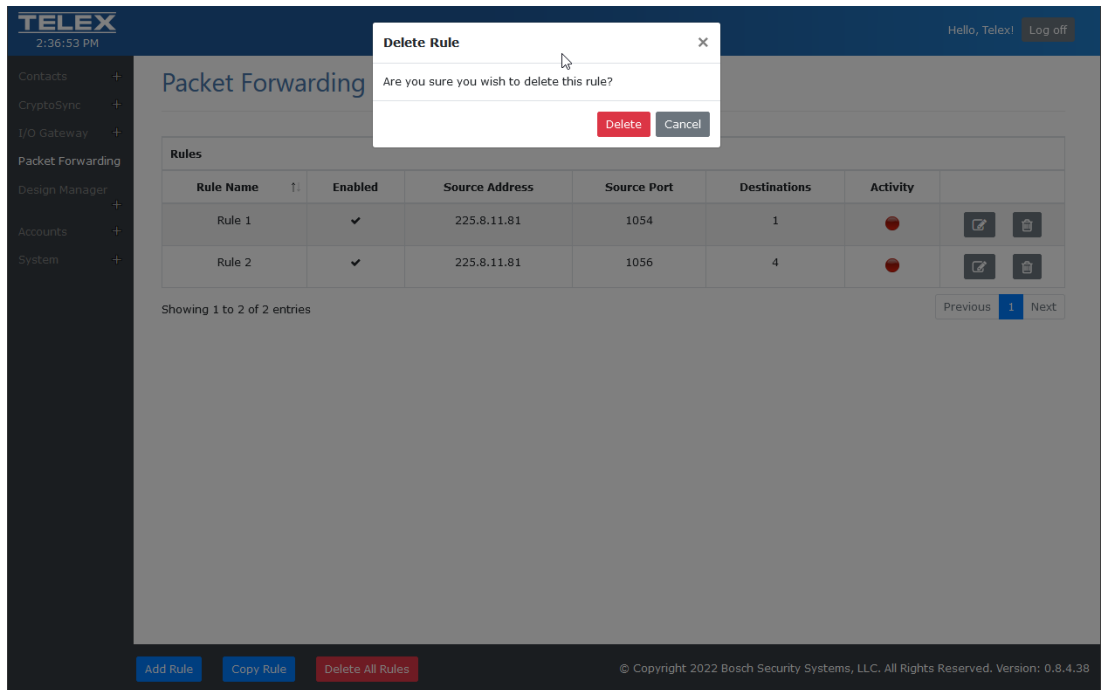 TELEX
2:36:53 PM
Hello, Telex! Log off
Delete Rule ×
Are you sure you wish to delete this rule?
Delete Cancel
Contacts +
CryptoSync +
I/O Gateway +
Packet Forwarding
Design Manager +
Accounts +
System +
Packet Forwarding
Rules
Rule Name Enabled Source Address Source Port Destinations Activity
Rule 1 ✔ 225.8.11.81 1054 1
Rule 2 ✔ 225.8.11.81 1056 4
Showing 1 to 2 of 2 entries
Previous 1 Next
Add Rule Copy Rule Delete All Rules
© Copyright 2022 Bosch Security Systems, LLC. All Rights Reserved. Version: 0.8.4.38